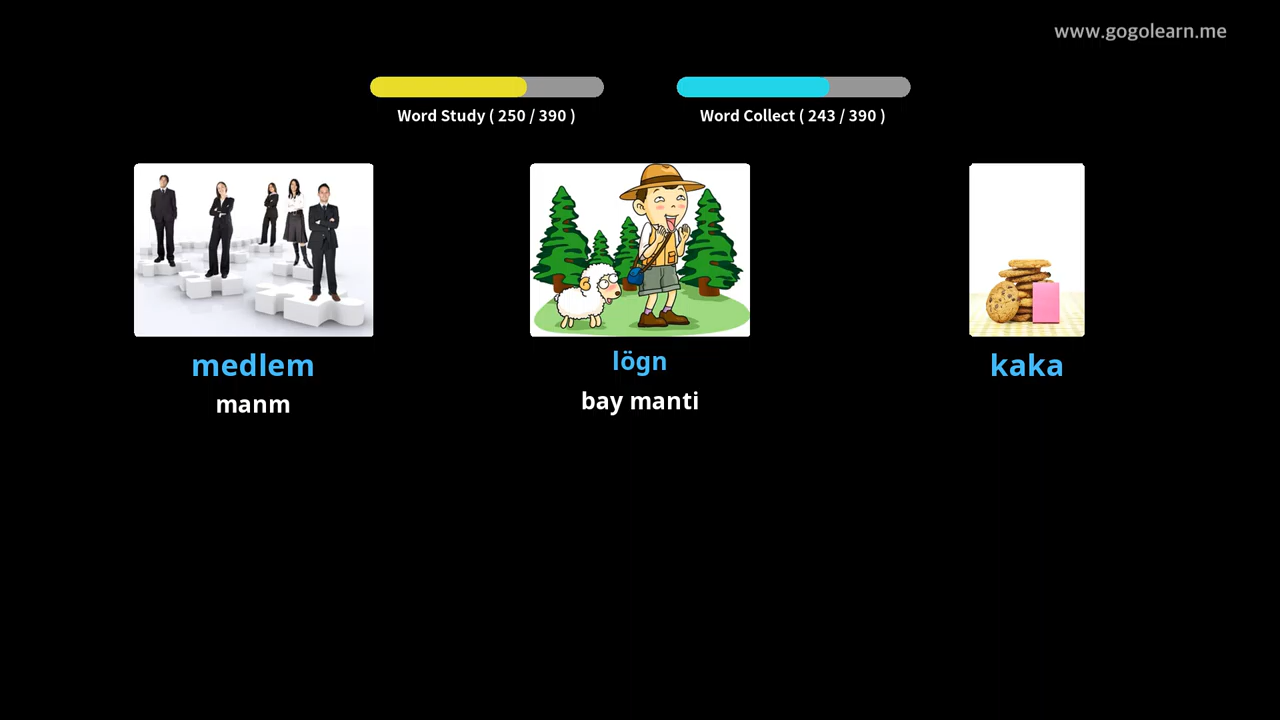 www.gogolearn.me
Word Study ( 250 / 390 )
Word Collect ( 243 / 390 )
medlem
manm
lögn
bay manti
kaka